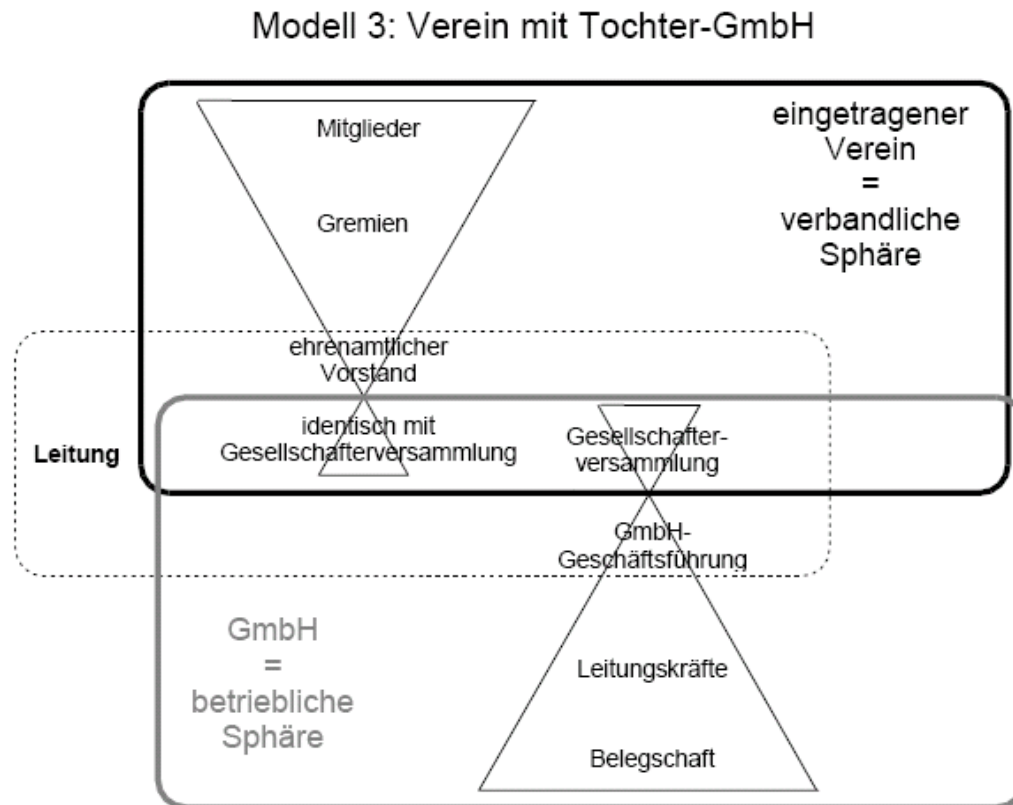 Modell 3: Verein mit Tochter-GmbH
Mitglieder
Gremien
eingetragener
Verein
=
verbandliche
Sphäre
ehrenamtlicher
Vorstand
identisch mit
Gesellschafterversammlung
Gesellschafter-
versammlung
Leitung
GmbH-
Geschäftsführung
GmbH
=
betriebliche
Sphäre
Leitungskräfte
Belegschaft